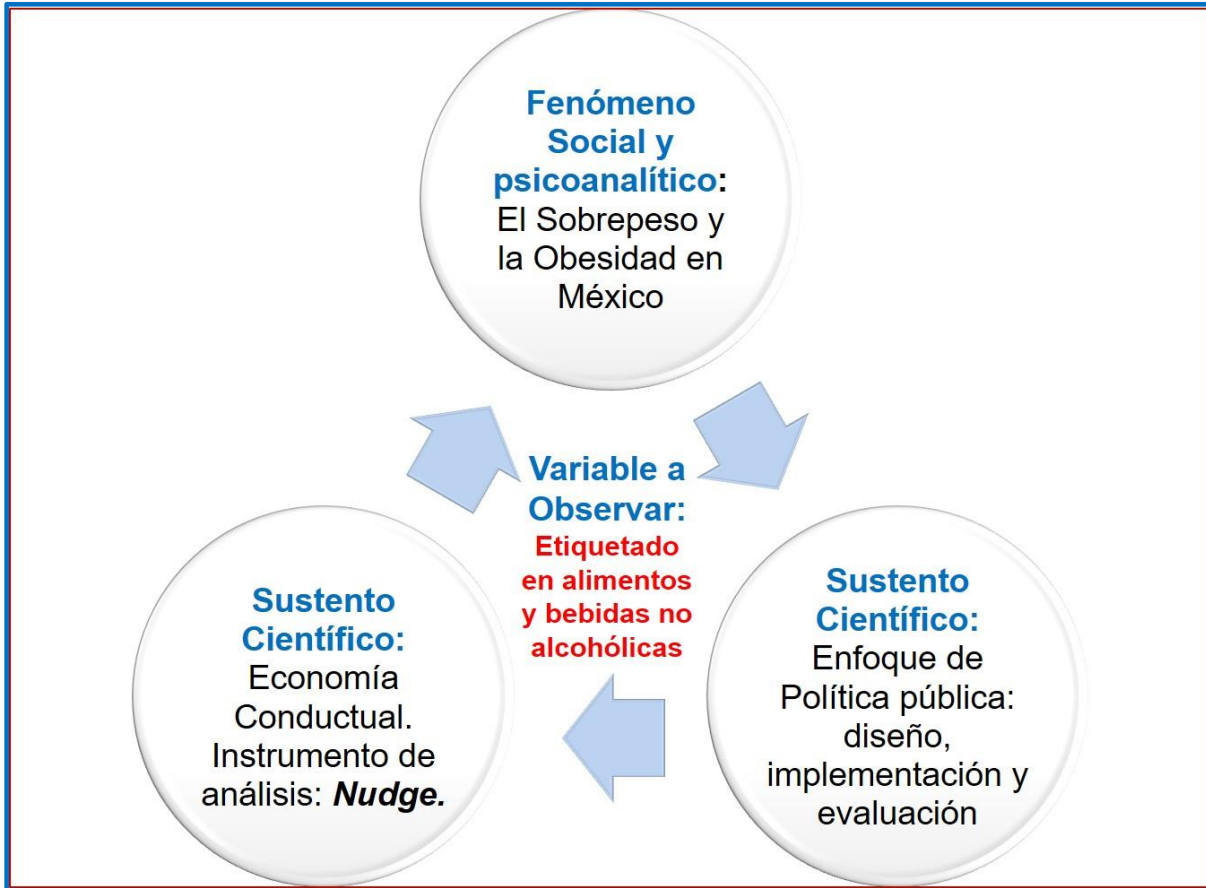 Fenómeno
Social y
psicoanalítico:
El Sobrepeso y
la Obesidad en
México
Variable a
Observar:
Etiquetado
en alimentos
y bebidas no
alcohólicas
Sustento
Científico:
Economía
Conductual.
Instrumento de
análisis: Nudge.
Sustento
Científico:
Enfoque de
Política pública:
diseño,
implementación y
evaluación